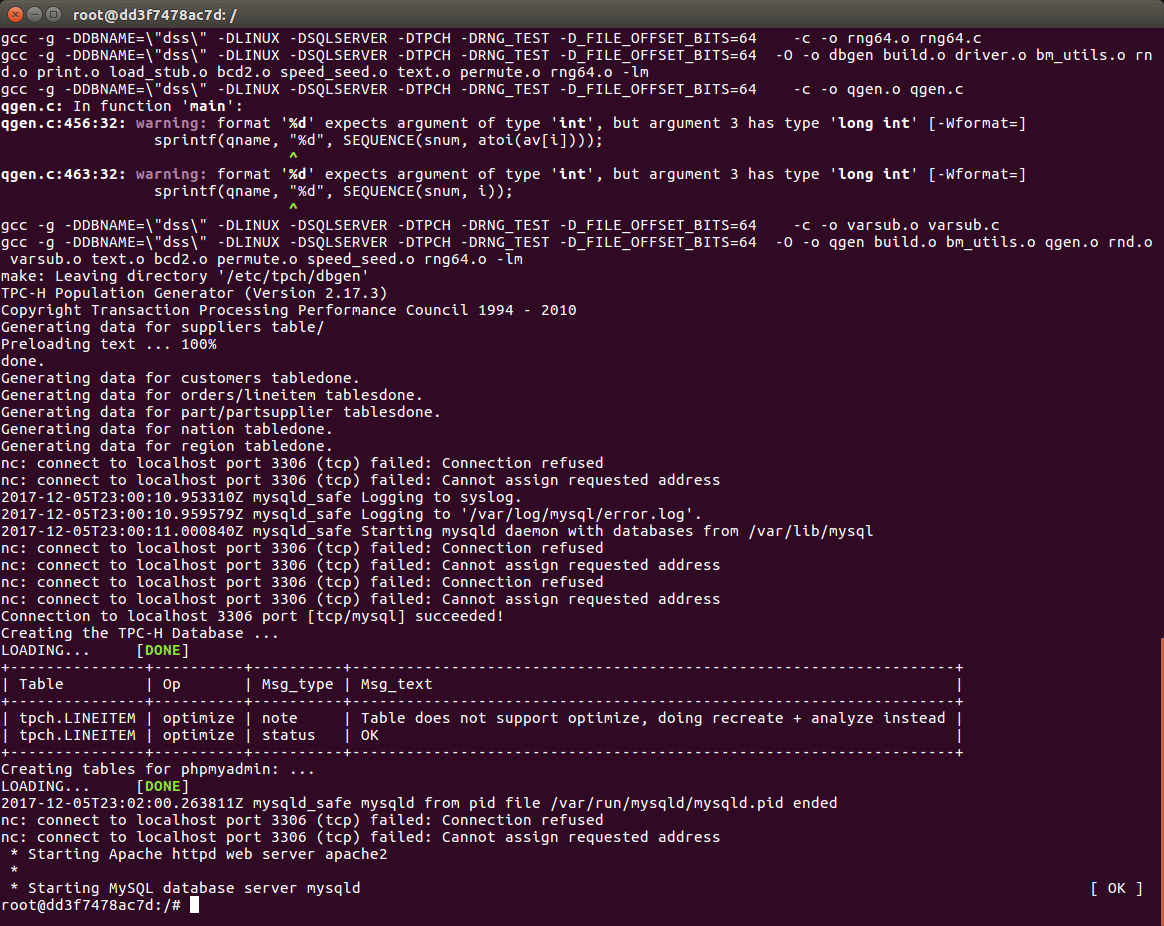 root@dd3f7478ac7d: /
gcc -g -DDBNAME=\"dss\" -DLINUX -DSQLSERVER -DTPCH -DRNG_TEST -D_FILE_OFFSET_BITS=64    -c -o rng64.o rng64.c
gcc -g -DDBNAME=\"dss\" -DLINUX -DSQLSERVER -DTPCH -DRNG_TEST -D_FILE_OFFSET_BITS=64  -O -o dbgen build.o driver.o bm_utils.o rn
d.o print.o load_stub.o bcd2.o speed_seed.o text.o permute.o rng64.o -lm
gcc -g -DDBNAME=\"dss\" -DLINUX -DSQLSERVER -DTPCH -DRNG_TEST -D_FILE_OFFSET_BITS=64    -c -o qgen.o qgen.c
qgen.c: In function 'main':
qgen.c:456:32: warning: format '%d' expects argument of type 'int', but argument 3 has type 'long int' [-Wformat=]
                 sprintf(qname, "%d", SEQUENCE(snum, atoi(av[i])));
                                ^
qgen.c:463:32: warning: format '%d' expects argument of type 'int', but argument 3 has type 'long int' [-Wformat=]
                 sprintf(qname, "%d", SEQUENCE(snum, i));
                                ^
gcc -g -DDBNAME=\"dss\" -DLINUX -DSQLSERVER -DTPCH -DRNG_TEST -D_FILE_OFFSET_BITS=64    -c -o varsub.o varsub.c
gcc -g -DDBNAME=\"dss\" -DLINUX -DSQLSERVER -DTPCH -DRNG_TEST -D_FILE_OFFSET_BITS=64  -O -o qgen build.o bm_utils.o qgen.o rnd.o
 varsub.o text.o bcd2.o permute.o speed_seed.o rng64.o -lm
make: Leaving directory '/etc/tpch/dbgen'
TPC-H Population Generator (Version 2.17.3)
Copyright Transaction Processing Performance Council 1994 - 2010
Generating data for suppliers table/
Preloading text ... 100%
done.
Generating data for customers tabledone.
Generating data for orders/lineitem tablesdone.
Generating data for part/partsupplier tablesdone.
Generating data for nation tabledone.
Generating data for region tabledone.
nc: connect to localhost port 3306 (tcp) failed: Connection refused
nc: connect to localhost port 3306 (tcp) failed: Cannot assign requested address
2017-12-05T23:00:10.953310Z mysqld_safe Logging to syslog.
2017-12-05T23:00:10.959579Z mysqld_safe Logging to '/var/log/mysql/error.log'.
2017-12-05T23:00:11.000840Z mysqld_safe Starting mysqld daemon with databases from /var/lib/mysql
nc: connect to localhost port 3306 (tcp) failed: Connection refused
nc: connect to localhost port 3306 (tcp) failed: Cannot assign requested address
nc: connect to localhost port 3306 (tcp) failed: Connection refused
nc: connect to localhost port 3306 (tcp) failed: Cannot assign requested address
Connection to localhost 3306 port [tcp/mysql] succeeded!
Creating the TPC-H Database ...
LOADING...     [DONE]
+---------------+----------+----------+-------------------------------------------------------------------+
| Table         | Op       | Msg_type | Msg_text                                                          |
+---------------+----------+----------+-------------------------------------------------------------------+
| tpch.LINEITEM | optimize | note     | Table does not support optimize, doing recreate + analyze instead |
| tpch.LINEITEM | optimize | status   | OK                                                                |
+---------------+----------+----------+-------------------------------------------------------------------+
Creating tables for phpmyadmin: ...
LOADING...     [DONE]
2017-12-05T23:02:00.263811Z mysqld_safe mysqld from pid file /var/run/mysqld/mysqld.pid ended
nc: connect to localhost port 3306 (tcp) failed: Connection refused
nc: connect to localhost port 3306 (tcp) failed: Cannot assign requested address
 * Starting Apache httpd web server apache2
 *
 * Starting MySQL database server mysqld                                                                                 [ OK ]
root@dd3f7478ac7d:/#